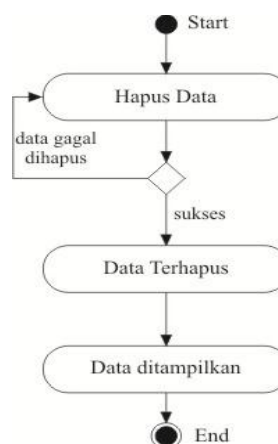 Start
Hapus Data
data gagal
dihapus
sukses
Data Terhapus
Data ditampilkan
End